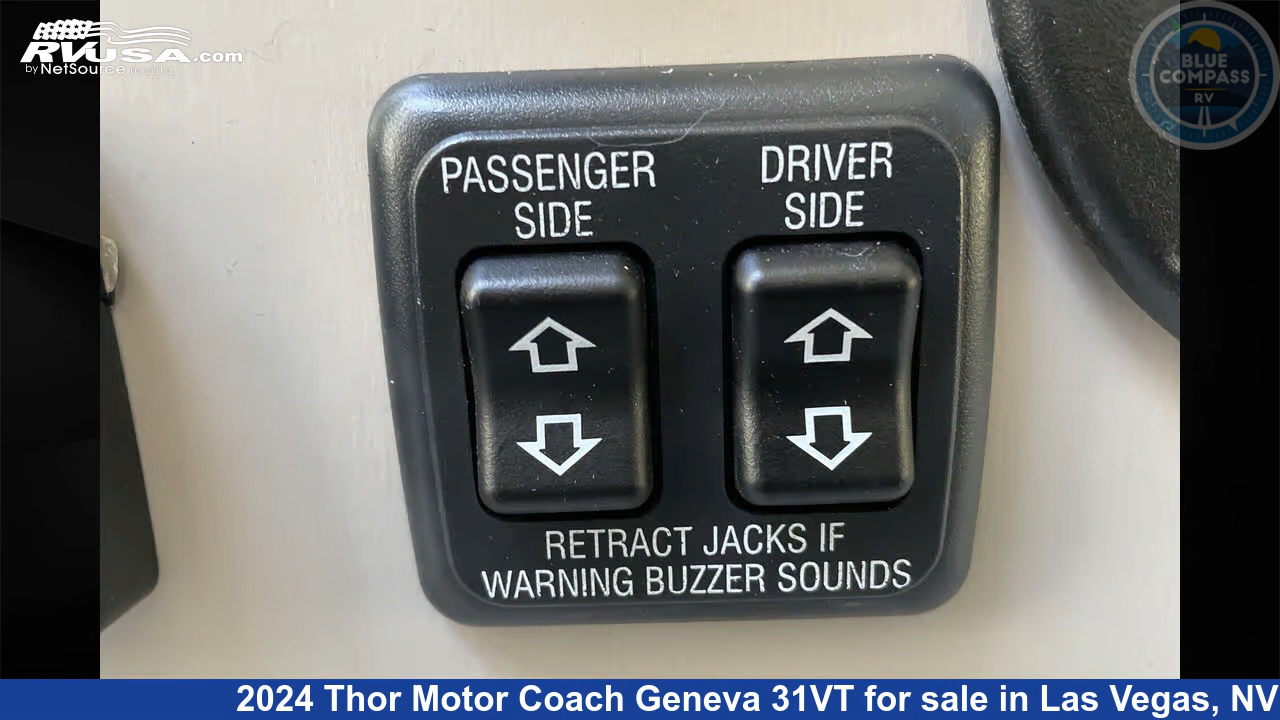 RVUSA.com
by NetSource media
BLUE
COMPASS
RV
PASSENGER
SIDE
DRIVER
SIDE
RETRACT JACKS IF
WARNING BUZZER SOUNDS
2024 Thor Motor Coach Geneva 31VT for sale in Las Vegas, NV